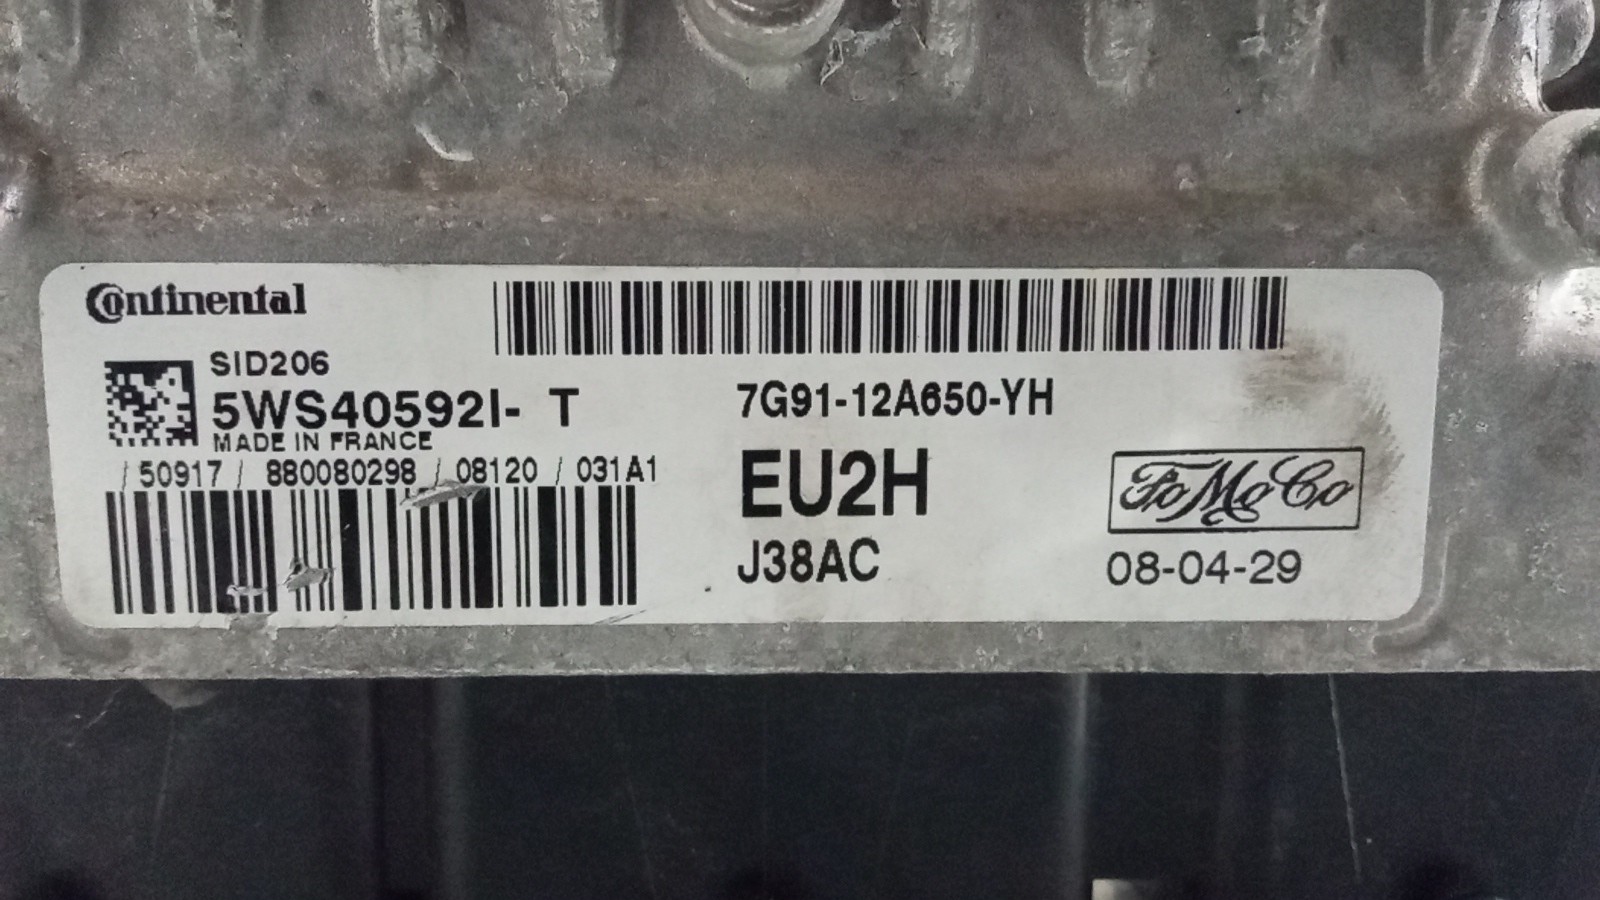 Continental
SID206
5WS40592I- T
MADE IN FRANCE
/ 50917 / 880080298 / 08120 / 031A1
7G91-12A650-YH
EU2H
J38AC
FoMoCo
08-04-29